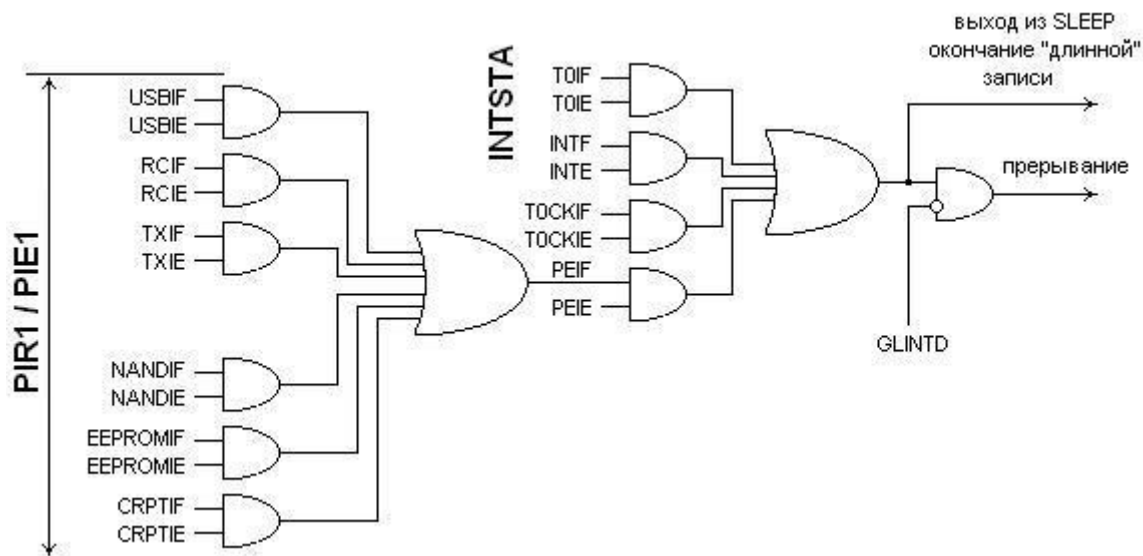 выход из SLEEP
окончание "длинной"
записи
прерывание
INTSTA
T0IF
T0IE
INTF
INTE
T0CKIF
T0CKIE
PEIF
PEIE
GLINTD
PIR1 / PIE1
USBIF
USBIE
RCIF
RCIE
TXIF
TXIE
NANDIF
NANDIE
EEPROMIF
EEPROMIE
CRPTIF
CRPTIE